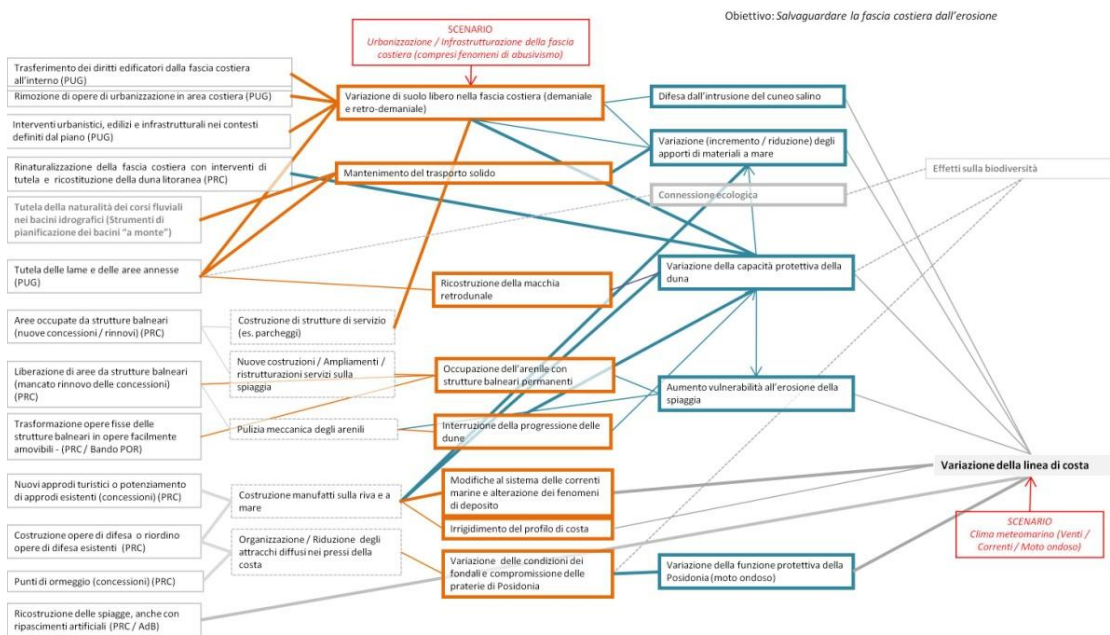 Obiettivo: Salvaguardare la fascia costiera dall'erosione
SCENARIO
Urbanizzazione / Infrastrutturazione della fascia
costiera (compresi fenomeni di abusivismo)
Trasferimento dei diritti edificatori dalla fascia costiera
all'interno (PUG)
Rimozione di opere di urbanizzazione in area costiera (PUG)
Interventi urbanistici, edilizi e infrastrutturali nei contesti
definiti dal piano (PUG)
Rinaturalizzazione della fascia costiera con interventi di
tutela e ricostituzione della duna litoranea (PRC)
Tutela della naturalità dei corsi fluviali
nei bacini idrografici (Strumenti di
pianificazione dei bacini "a monte")
Tutela delle lame e delle aree annesse
(PUG)
Aree occupate da strutture balneari
(nuove concessioni / rinnovi) (PRC)
Liberazione di aree da strutture balneari
(mancato rinnovo delle concessioni)
(PRC)
Trasformazione opere fisse delle
strutture balneari in opere facilmente
amovibili - (PRC / Bando POR)
Nuovi approdi turistici o potenziamento
di approdi esistenti (concessioni) (PRC)
Costruzione opere di difesa o riordino
opere di difesa esistenti (PRC)
Punti di ormeggio (concessioni) (PRC)
Ricostruzione delle spiagge, anche con
ripascimenti artificiali (PRC / AdB)
Costruzione di strutture di servizio
(es. parcheggi)
Nuove costruzioni / Ampliamenti /
ristrutturazioni servizi sulla
spiaggia
Pulizia meccanica degli arenili
Costruzione manufatti sulla riva e a
mare
Organizzazione / Riduzione degli
attracchi diffusi nei pressi della
costa
Variazione di suolo libero nella fascia costiera (demaniale
e retro-demaniale)
Mantenimento del trasporto solido
Ricostruzione della macchia
retrodunale
Occupazione dell'arenile con
strutture balneari permanenti
Interruzione della progressione delle
dune
Modifiche al sistema delle correnti
marine e alterazione dei fenomeni
di deposito
Irrigidimento del profilo di costa
Variazione delle condizioni dei
fondali e compromissione delle
praterie di Posidonia
Difesa dall'intrusione del cuneo salino
Variazione (incremento / riduzione) degli
apporti di materiali a mare
Connessione ecologica
Variazione della capacità protettiva della
duna
Aumento vulnerabilità all'erosione della
spiaggia
Variazione della funzione protettiva della
Posidonia (moto ondoso)
Effetti sulla biodiversità
Variazione della linea di costa
SCENARIO
Clima meteomarino (Venti /
Correnti / Moto ondoso)